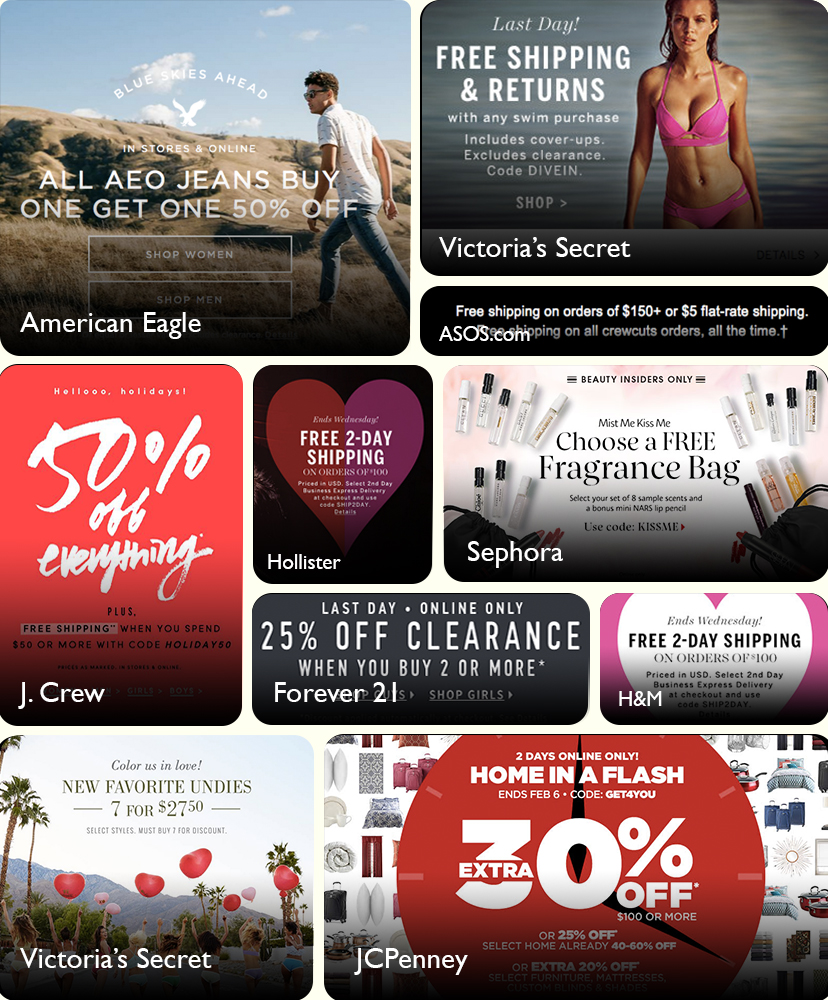 BLUE SKIES AHEAD
IN STORES & ONLINE
ALL AEO JEANS BUY
ONE GET ONE 50% OFF
SHOP WOMEN
SHOP MEN
American Eagle
Last Day!
FREE SHIPPING
& RETURNS
with any swim purchase
Includes cover-ups.
Excludes clearance.
Code DIVEIN.
SHOP >
DETAILS >
Victoria’s Secret
Free shipping on orders of $150+ or $5 flat-rate shipping.
Free shipping on all crewcuts orders, all the time.†
ASOS.com
Hellooo, holidays!
50%
off
everything*
PLUS,
FREE SHIPPING** WHEN YOU SPEND
$50 OR MORE WITH CODE HOLIDAY50
PRICES AS MARKED. IN STORES & ONLINE.
> GIRLS > BOYS >
J. Crew
Ends Wednesday!
FREE 2-DAY
SHIPPING
ON ORDERS OF $100
Priced in USD. Select 2nd Day
Business Express Delivery
at checkout and use
code SHIP2DAY.
Details
Hollister
BEAUTY INSIDERS ONLY
Mist Me Kiss Me
Choose a FREE
Fragrance Bag
Select your set of 8 sample scents and
a bonus mini NARS lip pencil
Use code: KISSME
Sephora
LAST DAY • ONLINE ONLY
25% OFF CLEARANCE
WHEN YOU BUY 2 OR MORE*
SHOP GUYS SHOP GIRLS
Forever 21
Ends Wednesday!
FREE 2-DAY SHIPPING
ON ORDERS OF $100
Priced in USD. Select 2nd Day
Business Express Delivery
at checkout and use
code SHIP2DAY.
H&M
Color us in love!
NEW FAVORITE UNDIES
7 FOR $27.50
SELECT STYLES. MUST BUY 7 FOR DISCOUNT.
Victoria’s Secret
2 DAYS ONLINE ONLY!
HOME IN A FLASH
ENDS FEB 6 • CODE: GET4YOU
EXTRA
30%
OFF*
$100 OR MORE
OR 25% OFF*
SELECT HOME ALREADY 40-60% OFF
OR EXTRA 20% OFF*
SELECT FURNITURE, MATTRESSES,
CUSTOM BLINDS & SHADES
JCPenney